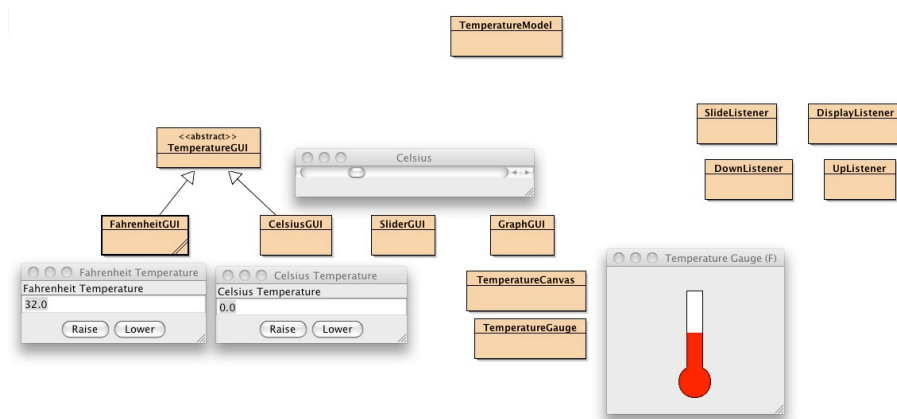 TemperatureModel
<<abstract>>
TemperatureGUI
SlideListener
DisplayListener
DownListener
UpListener
Celsius
FahrenheitGUI
CelsiusGUI
SliderGUI
GraphGUI
Fahrenheit Temperature
Fahrenheit Temperature
32.0
Raise
Lower
Celsius Temperature
Celsius Temperature
0.0
Raise
Lower
TemperatureCanvas
TemperatureGauge
Temperature Gauge (F)